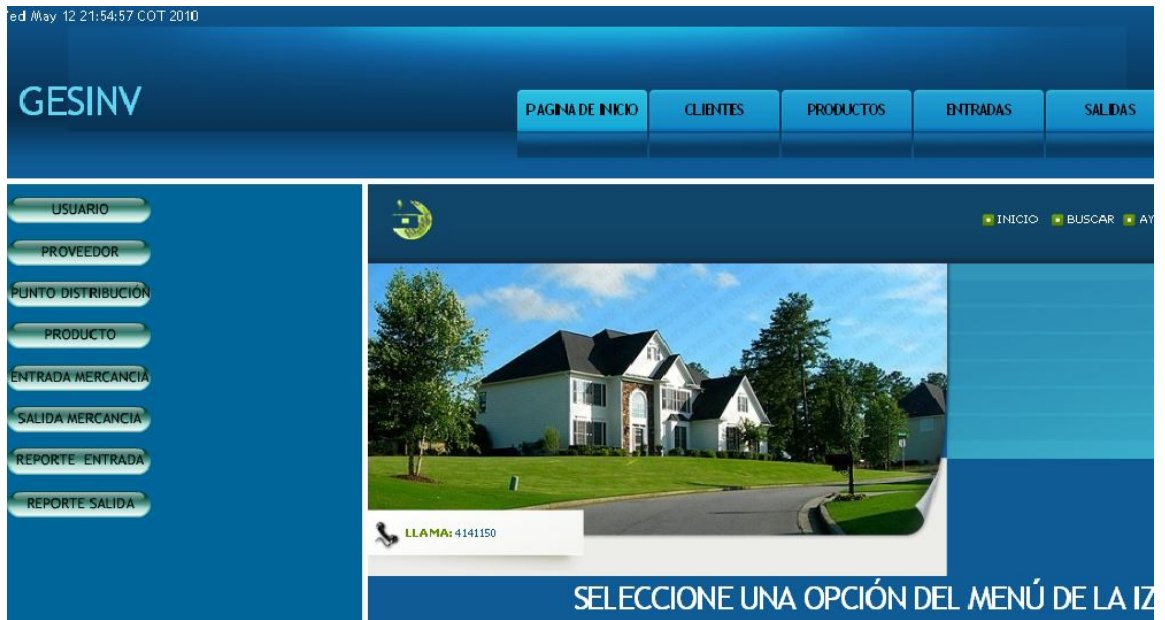 ed May 12 21:54:57 COT 2010
GESINV
PAGINA DE INICIO CLIENTES PRODUCTOS ENTRADAS SALIDAS
USUARIO
PROVEEDOR
PUNTO DISTRIBUCIÓN
PRODUCTO
ENTRADA MERCANCIA
SALIDA MERCANCIA
REPORTE ENTRADA
REPORTE SALIDA
INICIO BUSCAR AY
LLAMA: 4141150
SELECCIONE UNA OPCIÓN DEL MENÚ DE LA IZ